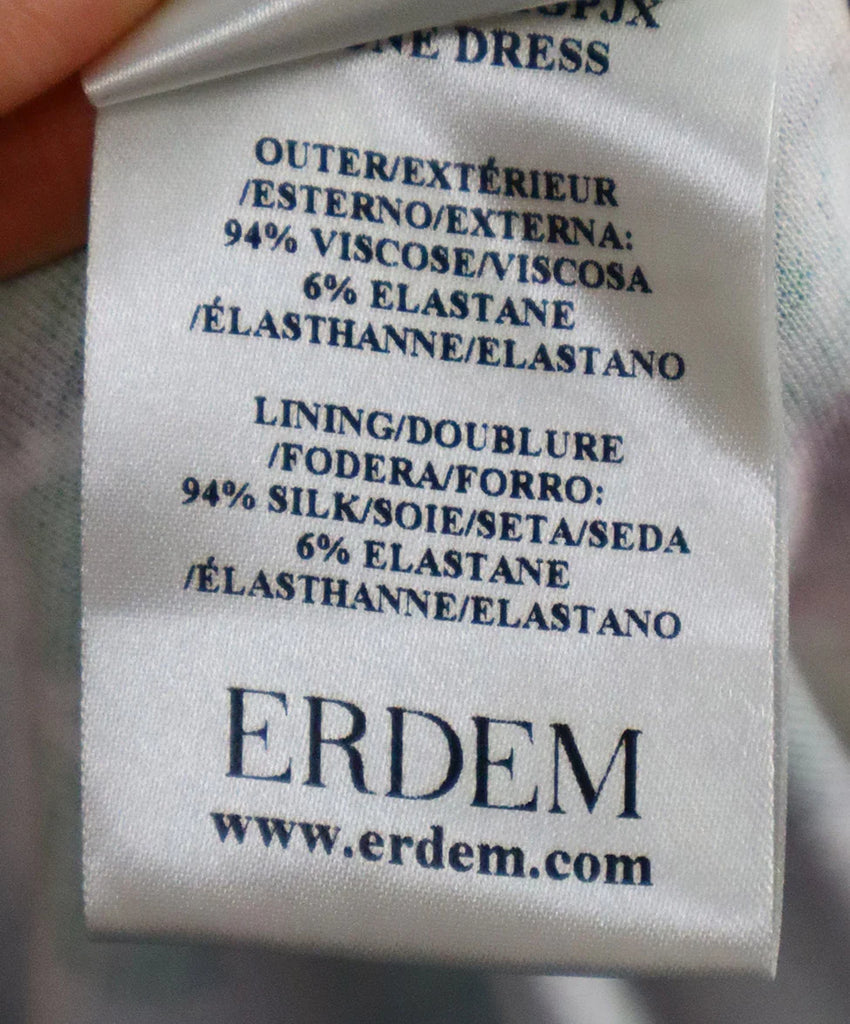 DRESS
OUTER/EXTÉRIEUR
/ESTERNO/EXTERNA:
94% VISCOSE/VISCOSA
6% ELASTANE
/ÉLASTHANNE/ELASTANO
LINING/DOUBLURE
/FODERA/FORRO:
94% SILK/SOIE/SETA/SEDA
6% ELASTANE
/ÉLASTHANNE/ELASTANO
ERDEM
www.erdem.com